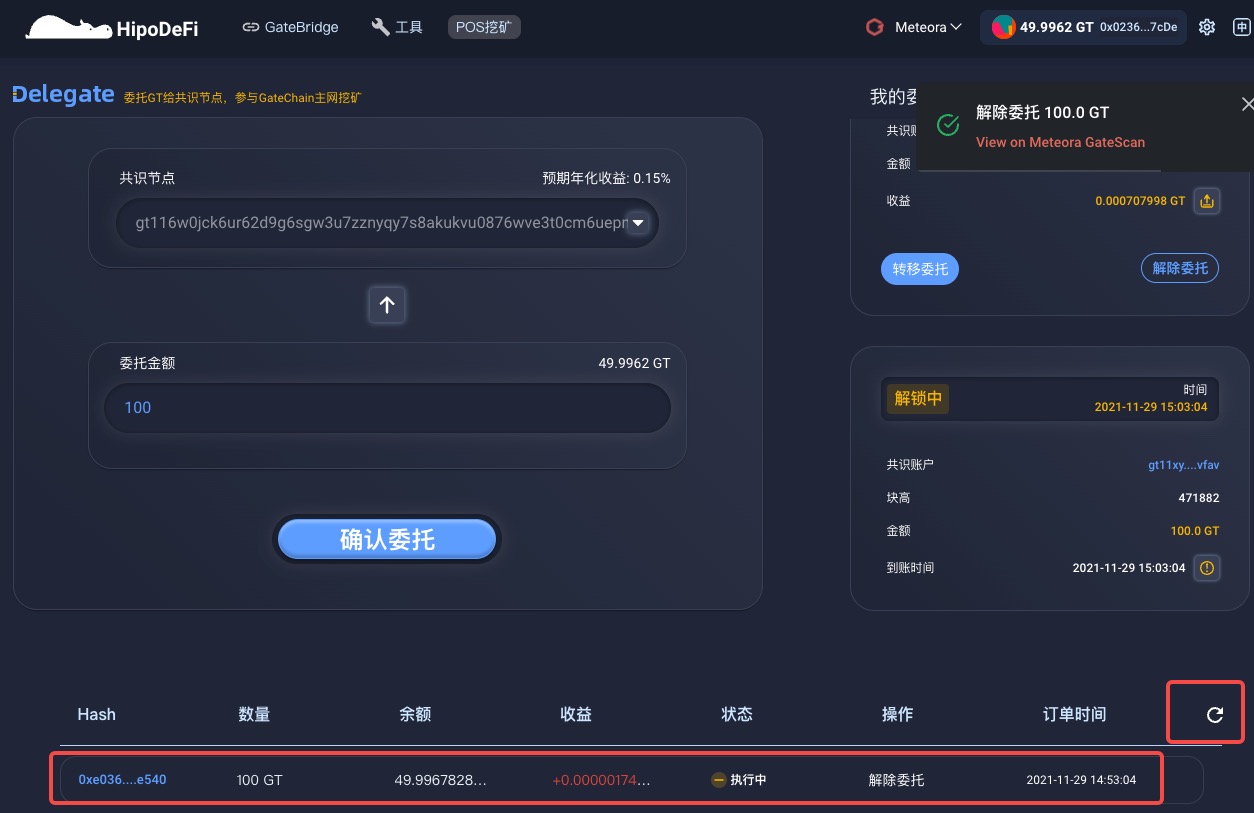 HipoDeFi
GateBridge
工具
POS挖矿
Meteora
49.9962 GT 0x0236...7cDe
中
Delegate 委托GT给共识节点，参与GateChain主网挖矿
共识节点
预期年化收益: 0.15%
gt116w0jck6ur62d9g6sgw3u7zznyqy7s8akukvu0876wve3t0cm6uepr
委托金额
49.9962 GT
100
确认委托
我的委
解除委托 100.0 GT
View on Meteora GateScan
共识账
金额
收益
0.000707998 GT
转移委托
解除委托
解锁中
时间
2021-11-29 15:03:04
共识账户
gt11xy....vfav
块高
471882
金额
100.0 GT
到账时间
2021-11-29 15:03:04
Hash 数量 余额 收益 状态 操作 订单时间
0xe036....e540 100 GT 49.9967828... +0.00000174... 执行中 解除委托 2021-11-29 14:53:04